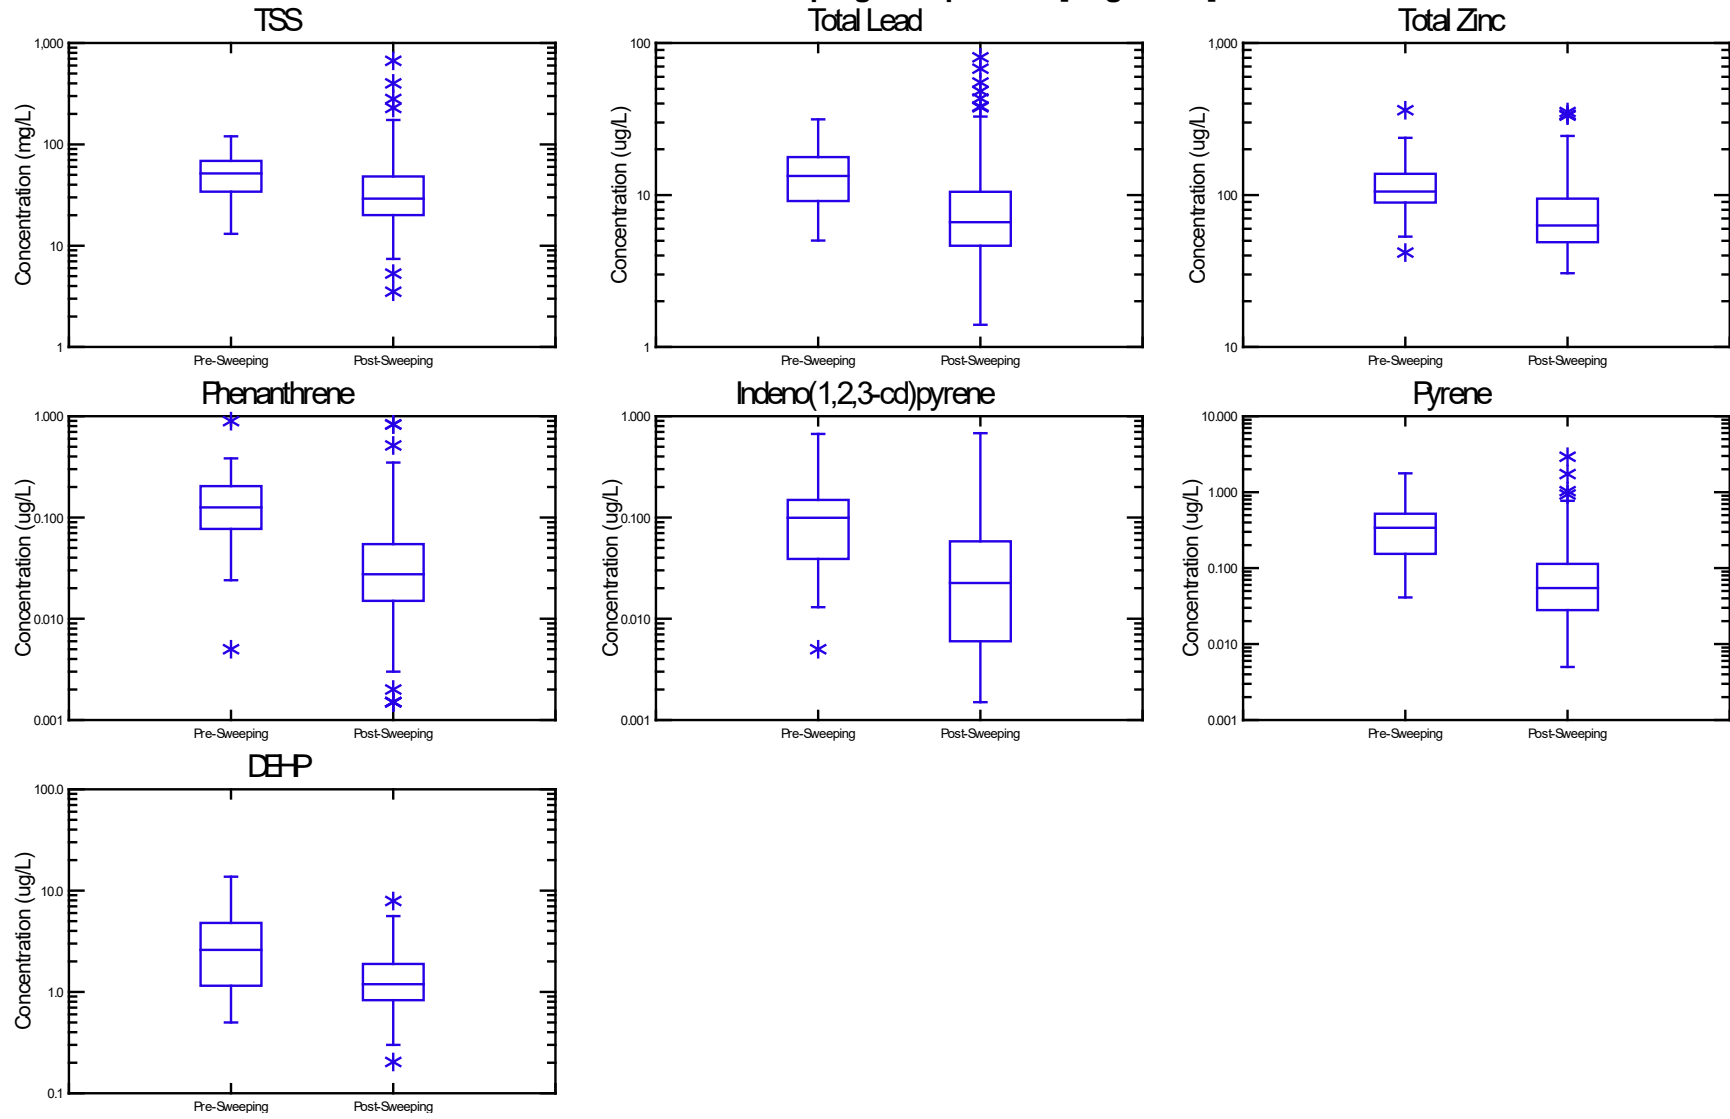 TSS
Total Lead
Total Zinc
Concentration (mg/L)
1,000
100
10
1
Pre-Sweeping
Post-Sweeping
Concentration (ug/L)
100
10
1
Pre-Sweeping
Post-Sweeping
Concentration (ug/L)
1,000
100
10
Pre-Sweeping
Post-Sweeping
Phenanthrene
Indeno(1,2,3-cd)pyrene
Pyrene
Concentration (ug/L)
1.000
0.100
0.010
0.001
Pre-Sweeping
Post-Sweeping
Concentration (ug/L)
1.000
0.100
0.010
0.001
Pre-Sweeping
Post-Sweeping
Concentration (ug/L)
10.000
1.000
0.100
0.010
0.001
Pre-Sweeping
Post-Sweeping
DEHP
Concentration (ug/L)
100.0
10.0
1.0
0.1
Pre-Sweeping
Post-Sweeping